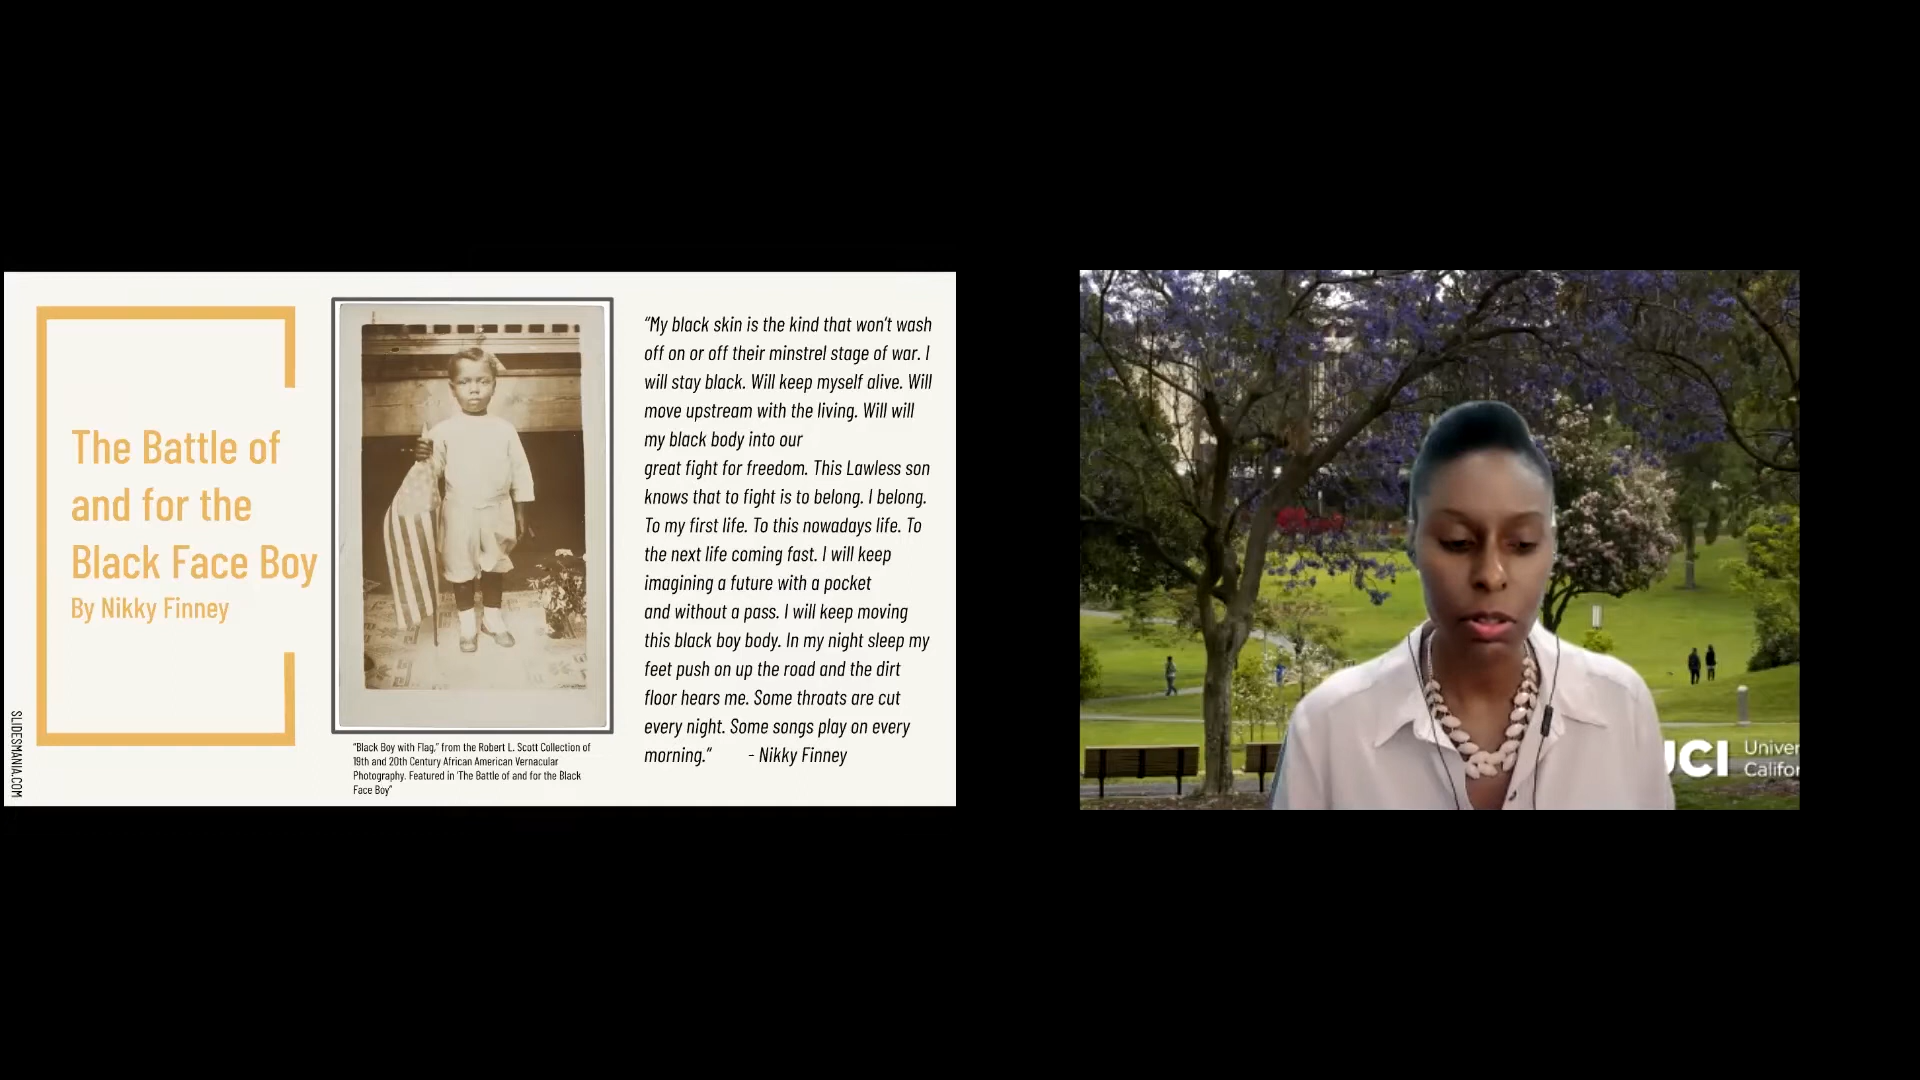 The Battle of
and for the
Black Face Boy
By Nikky Finney
SLIDESMANIA.COM
"Black Boy with Flag," from the Robert L. Scott Collection of
19th and 20th Century African American Vernacular
Photography. Featured in 'The Battle of and for the Black
Face Boy"
“My black skin is the kind that won’t wash
off on or off their minstrel stage of war. I
will stay black. Will keep myself alive. Will
move upstream with the living. Will will
my black body into our
great fight for freedom. This Lawless son
knows that to fight is to belong. I belong.
To my first life. To this nowadays life. To
the next life coming fast. I will keep
imagining a future with a pocket
and without a pass. I will keep moving
this black boy body. In my night sleep my
feet push on up the road and the dirt
floor hears me. Some throats are cut
every night. Some songs play on every
morning.” - Nikky Finney
UCI
Univer
Califor